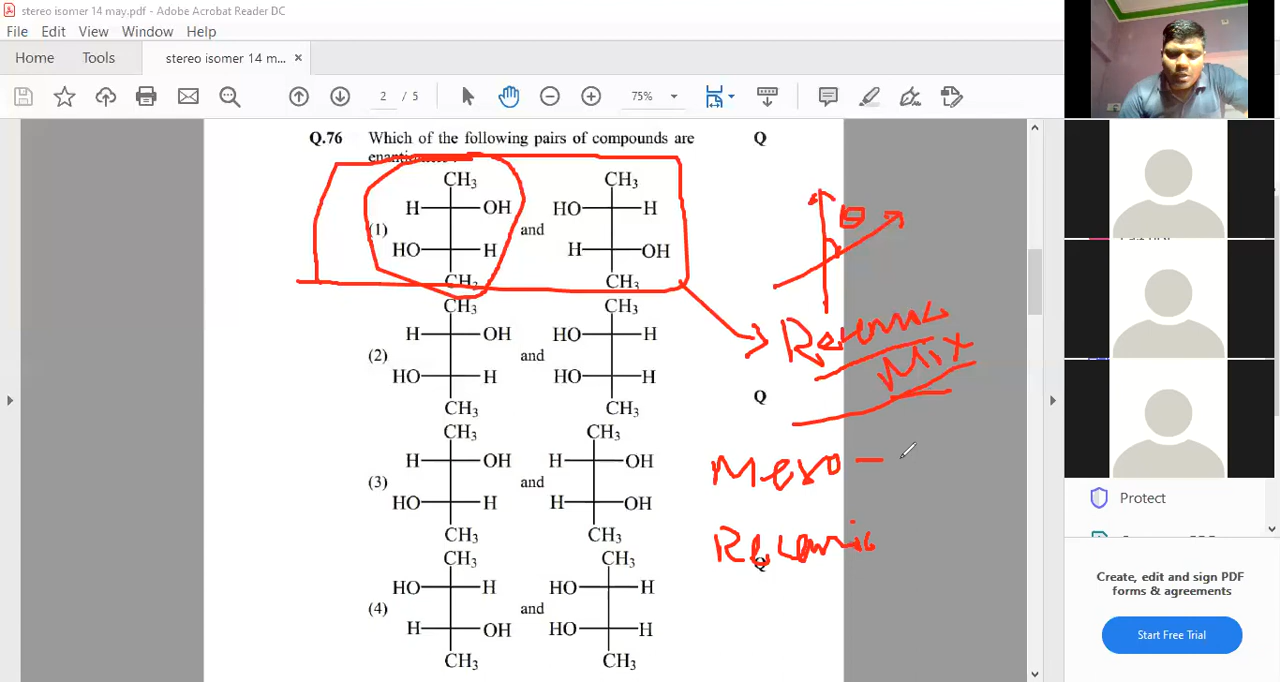 stereo isomer 14 may.pdf - Adobe Acrobat Reader DC
File Edit View Window Help
Home Tools stereo isomer 14 m... ×
2 / 5 75%
Q.76 Which of the following pairs of compounds are Q
enantiomers
CH3 CH3
H OH HO H
(1) and
HO H H OH
CH3 CH3
θ
Racemic
Mix
CH3 CH3
H OH HO H
(2) and
HO H HO H
CH3 CH3
Q
Meso –
CH3 CH3
H OH H OH
(3) and
HO H H OH
CH3 CH3
Racemic
Q
CH3 CH3
HO H HO H
(4) and
H OH HO H
CH3 CH3
Protect
Create, edit and sign PDF
forms & agreements
Start Free Trial